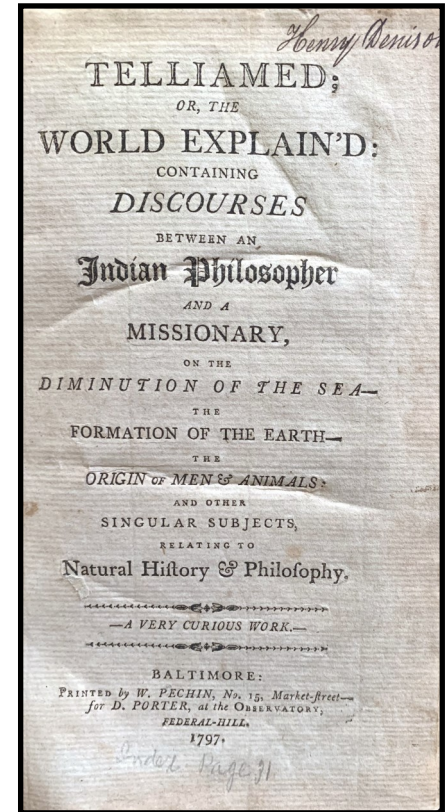 Henry Denison
TELLIAMED;
OR, THE
WORLD EXPLAIN'D:
CONTAINING
DISCOURSES
BETWEEN AN
Indian Philosopher
AND A
MISSIONARY,
ON THE
DIMINUTION OF THE SEA—
THE
FORMATION OF THE EARTH—
THE
ORIGIN OF MEN & ANIMALS:
AND OTHER
SINGULAR SUBJECTS,
RELATING TO
Natural Hiſtory & Philoſophy.
—A VERY CURIOUS WORK.—
BALTIMORE:
PRINTED by W. PECHIN, No. 15, Market-ſtreet—
for D. PORTER, at the OBSERVATORY,
FEDERAL-HILL.
1797.
Index. Page 31